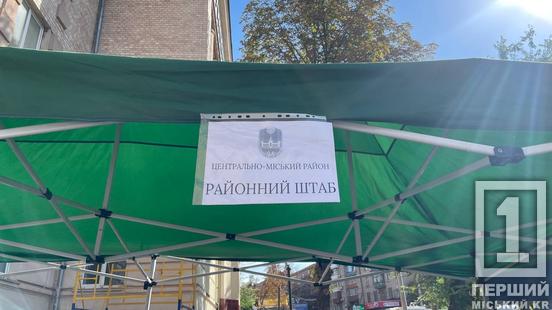 ЦЕНТРАЛЬНО-МІСЬКИЙ РАЙОН
РАЙОННИЙ ШТАБ
1
ПЕРШИЙ
МІСЬКИЙ.KR